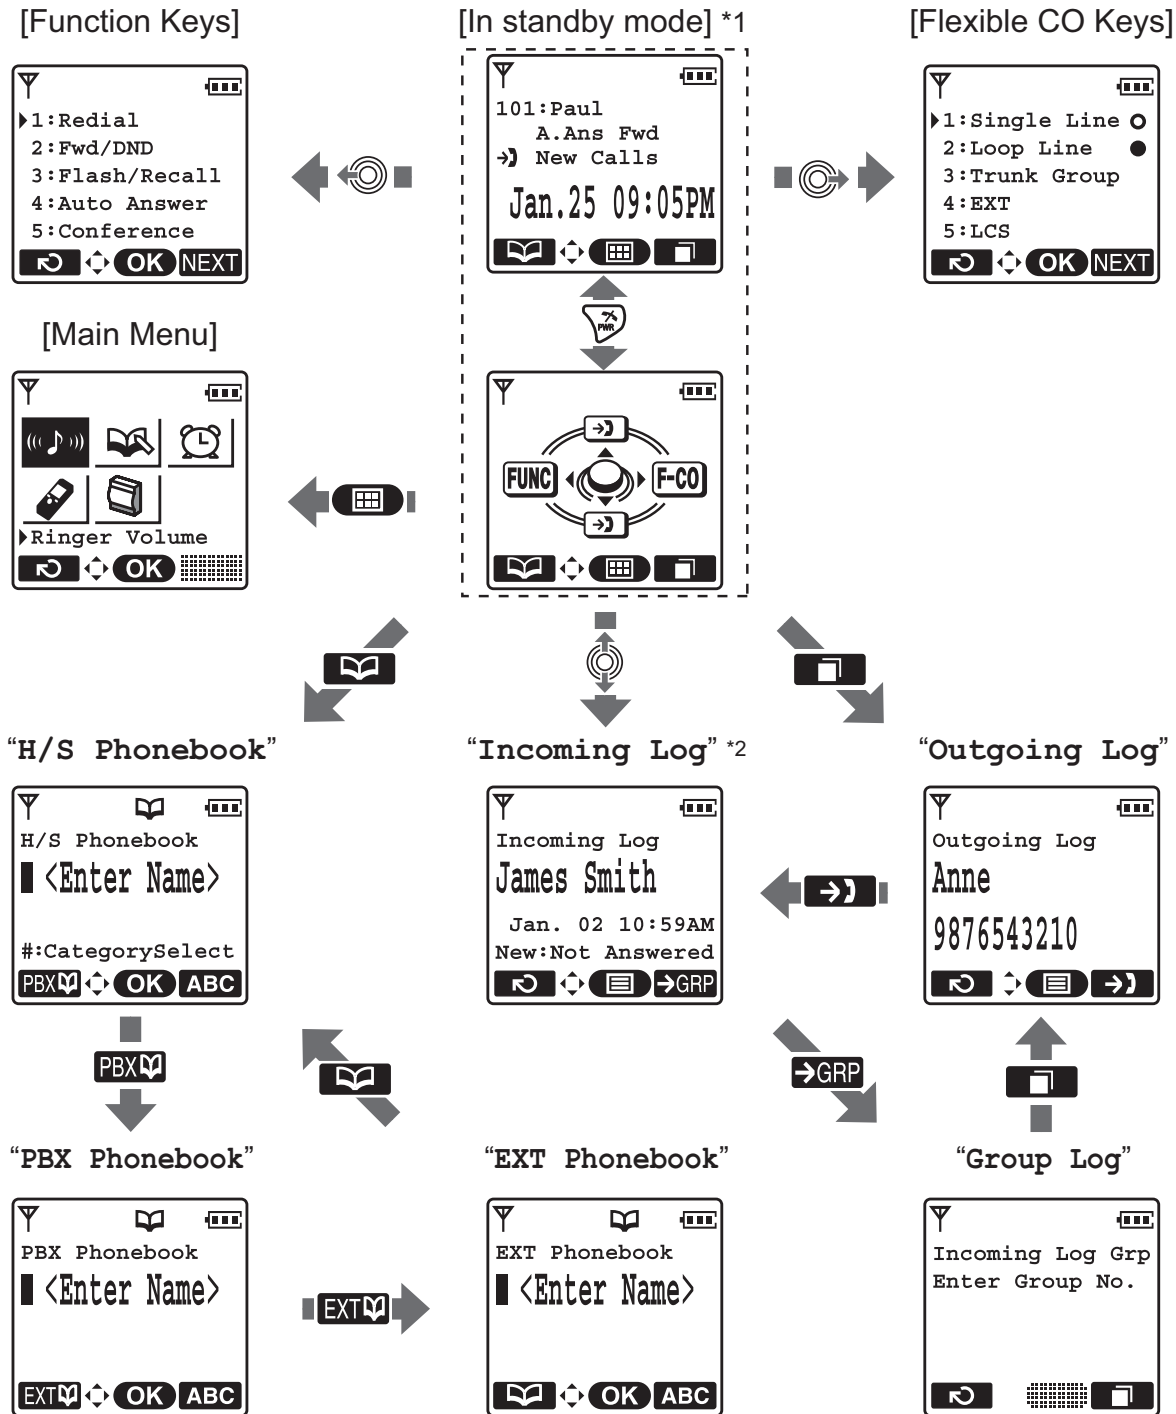 [Function Keys]
1:Redial
2:Fwd/DND
3:Flash/Recall
4:Auto Answer
5:Conference
OK NEXT
[In standby mode] *1
101:Paul
A.Ans Fwd
New Calls
Jan.25 09:05PM
PWR
FUNC F-CO
[Flexible CO Keys]
1:Single Line
2:Loop Line
3:Trunk Group
4:EXT
5:LCS
OK NEXT
[Main Menu]
Ringer Volume
OK
“H/S Phonebook”
H/S Phonebook
<Enter Name>
#:CategorySelect
PBX OK ABC
“Incoming Log” *2
Incoming Log
James Smith
Jan. 02 10:59AM
New:Not Answered
GRP
“Outgoing Log”
Outgoing Log
Anne
9876543210
PBX
GRP
“PBX Phonebook”
PBX Phonebook
<Enter Name>
EXT OK ABC
EXT
“EXT Phonebook”
EXT Phonebook
<Enter Name>
OK ABC
“Group Log”
Incoming Log Grp
Enter Group No.